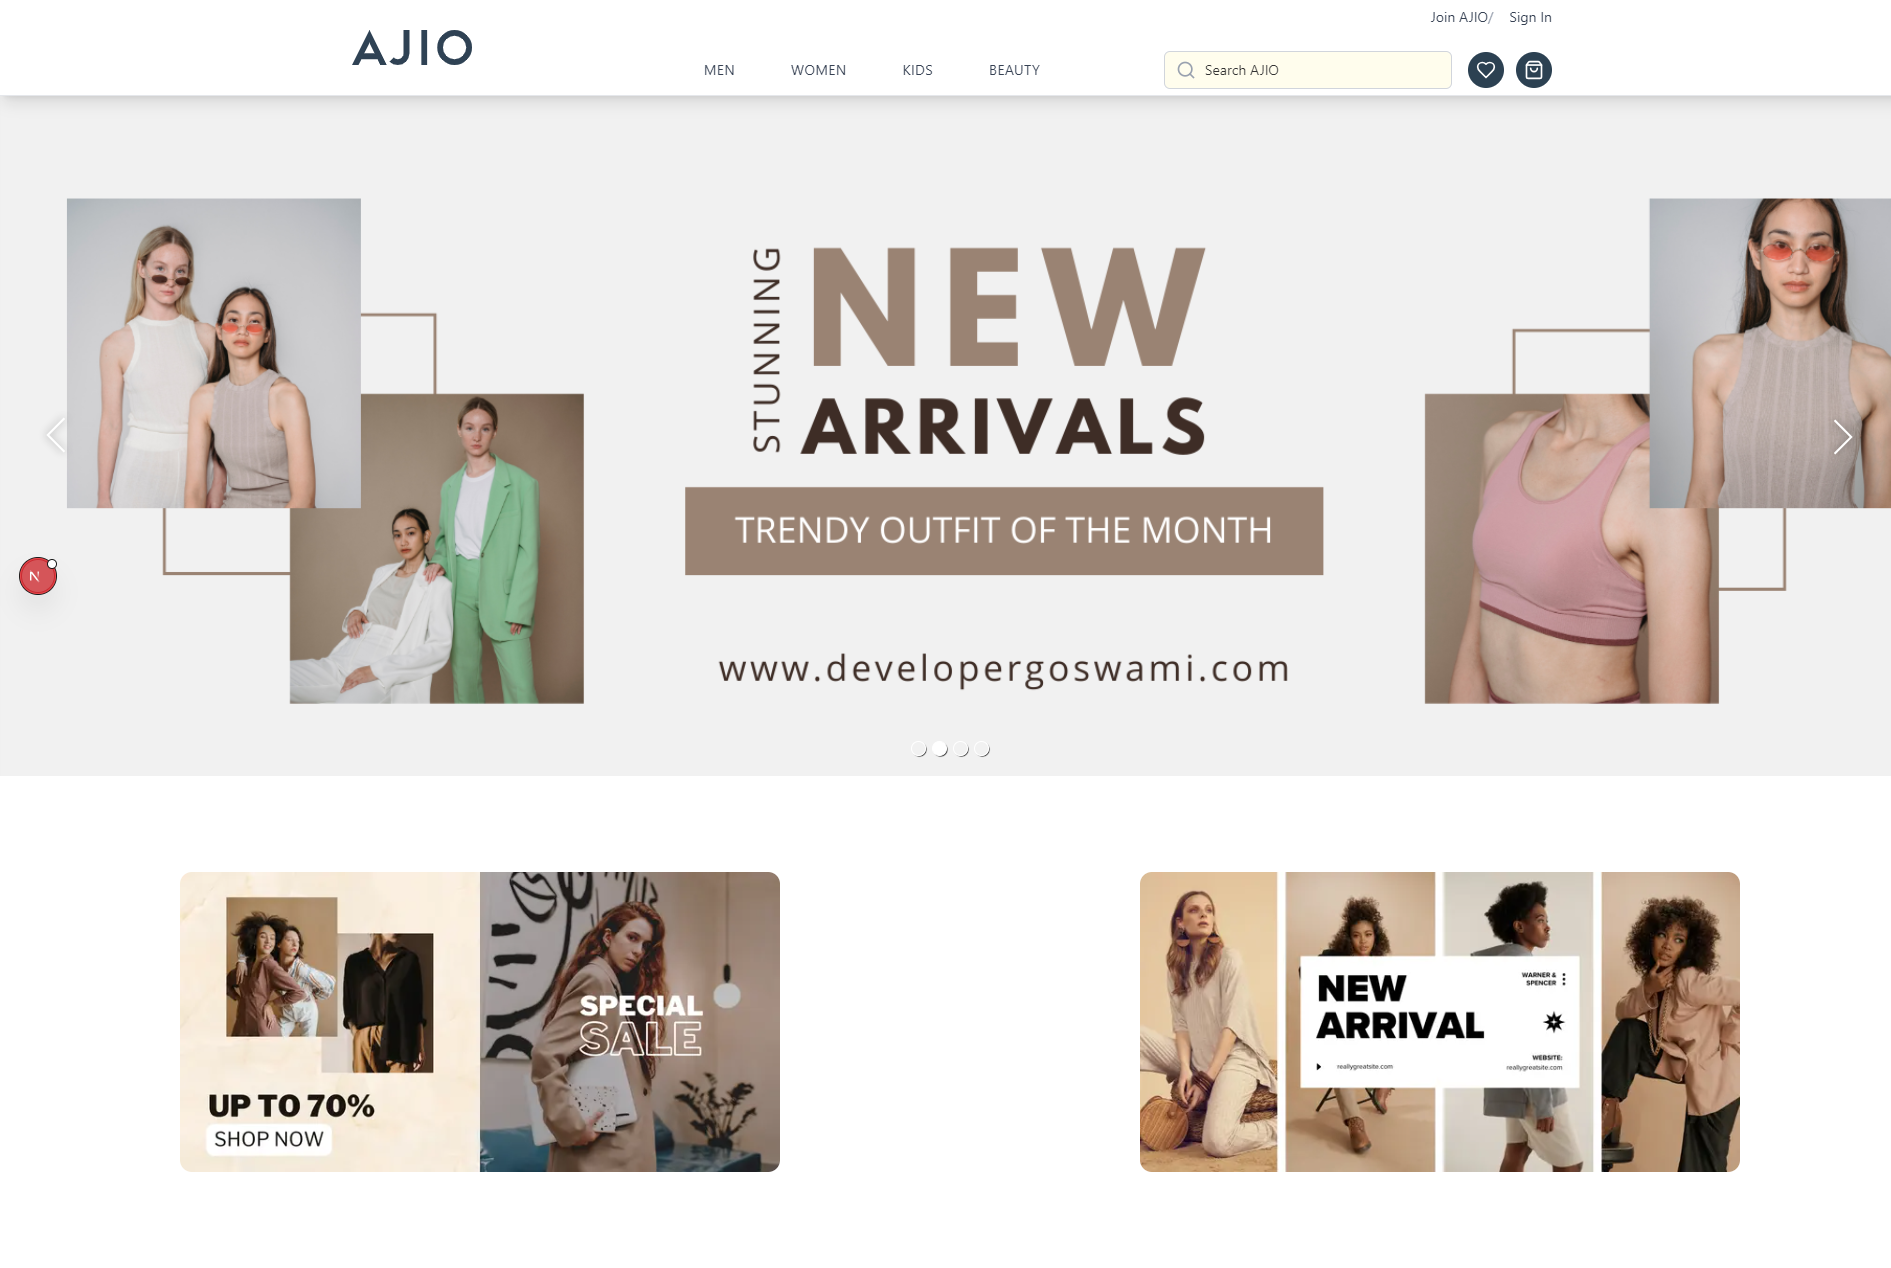 Join AJIO/ Sign In
AJIO
MEN WOMEN KIDS BEAUTY
Search AJIO
STUNNING
NEW
ARRIVALS
TRENDY OUTFIT OF THE MONTH
www.developergoswami.com
N
UP TO 70%
SHOP NOW
SPECIAL
SALE
NEW
ARRIVAL
WARNER &
SPENCER
reallygreatsite.com
WEBSITE:
reallygreatsite.com